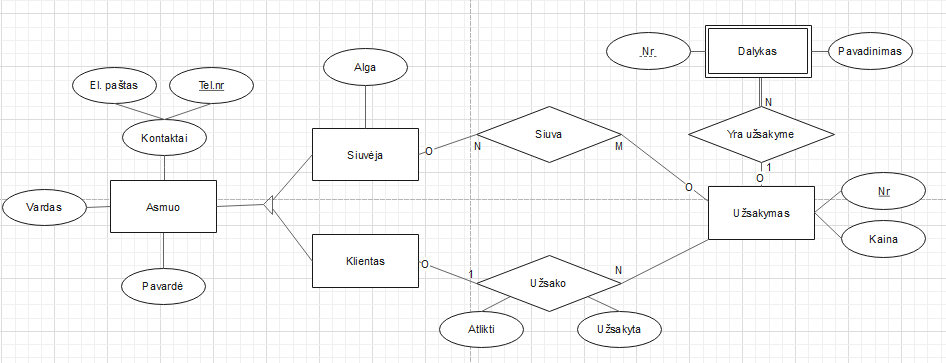 Alga
Nr
Dalykas
Pavadinimas
El. paštas
Tel.nr
N
Kontaktai
Siuvėja
O
N
Siuva
M
Yra užsakyme
1
O
O
Nr
Vardas
Asmuo
Užsakymas
Kaina
Klientas
O
1
Užsako
N
Pavardė
Atlikti
Užsakyta